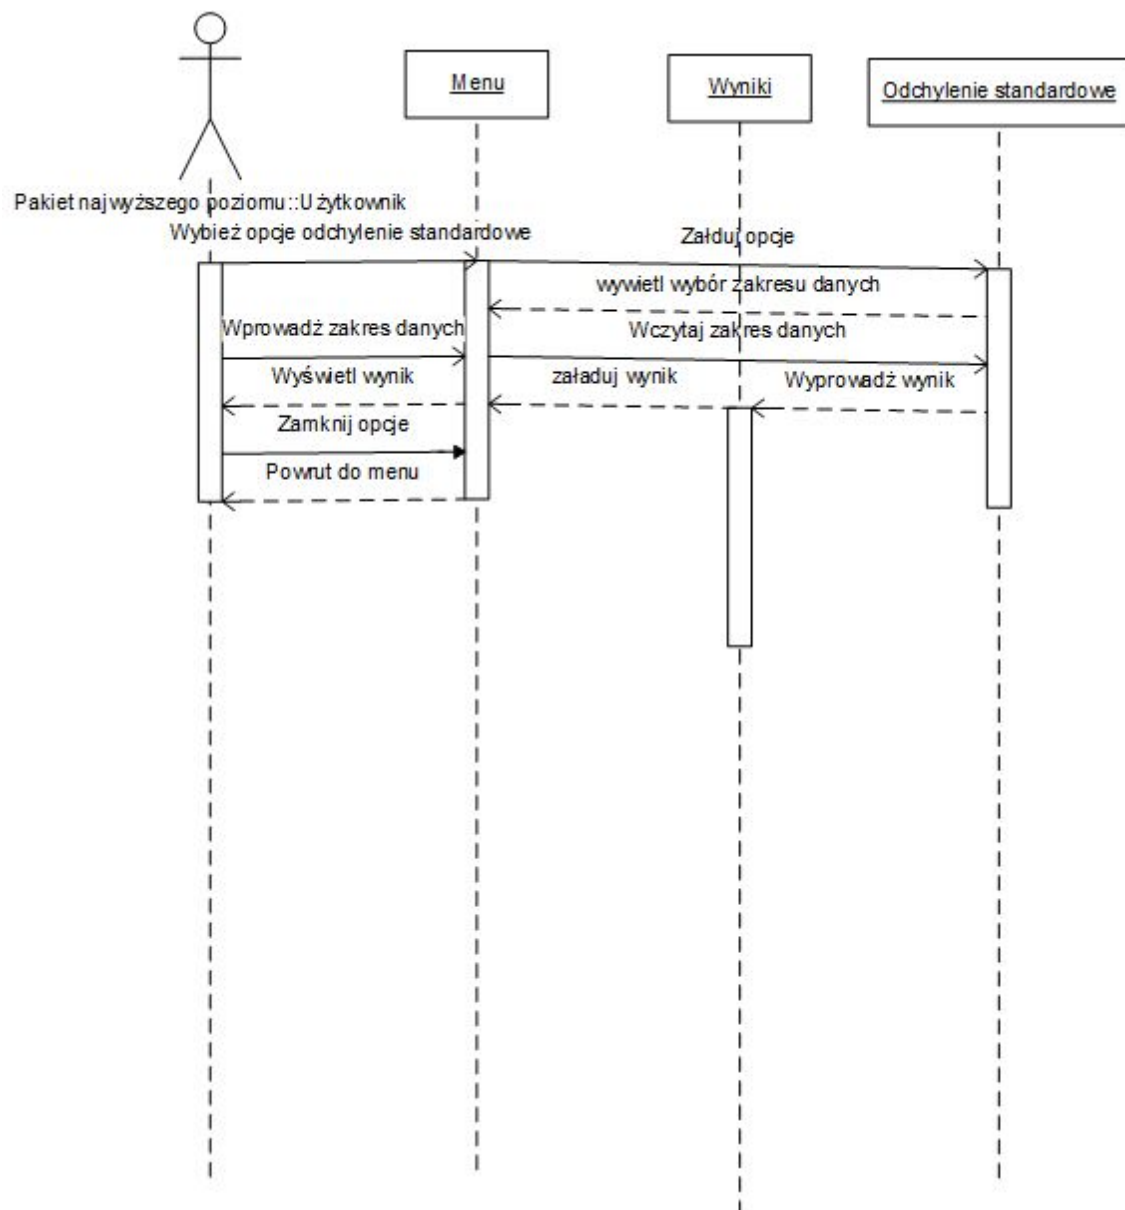 Menu
Wyniki
Odchylenie standardowe
Pakiet najwyższego poziomu::Użytkownik
Wybież opcje odchylenie standardowe
Załduj opcje
wywietl wybór zakresu danych
Wprowadź zakres danych
Wczytaj zakres danych
Wyświetl wynik
załaduj wynik
Wyprowadż wynik
Zamknij opcje
Powrut do menu